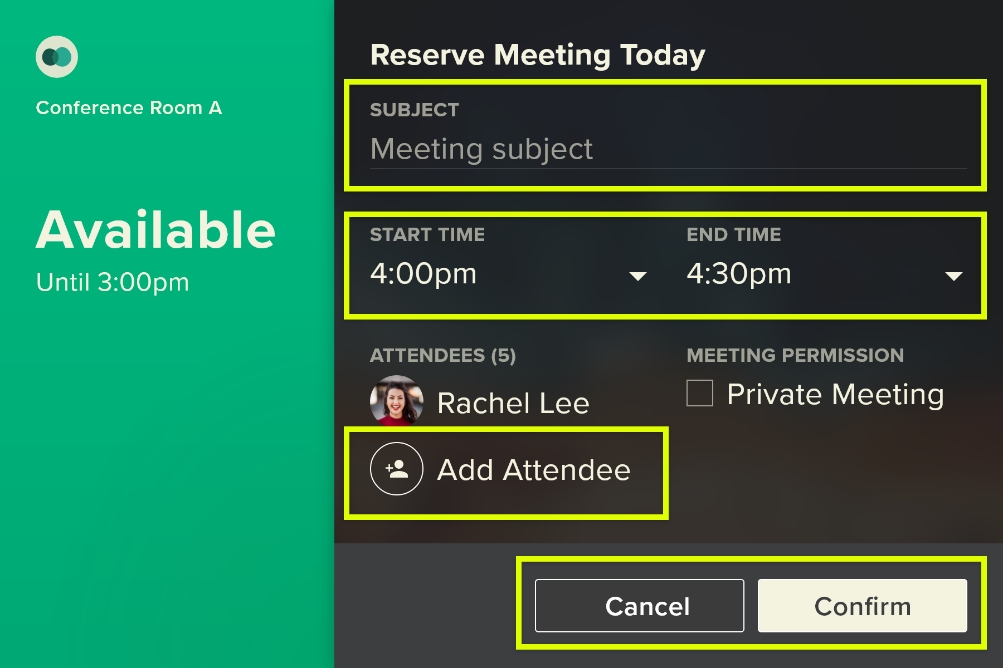 Conference Room A
Available
Until 3:00pm
Reserve Meeting Today
SUBJECT
Meeting subject
START TIME
4:00pm
END TIME
4:30pm
ATTENDEES (5)
Rachel Lee
Add Attendee
MEETING PERMISSION
Private Meeting
Cancel
Confirm